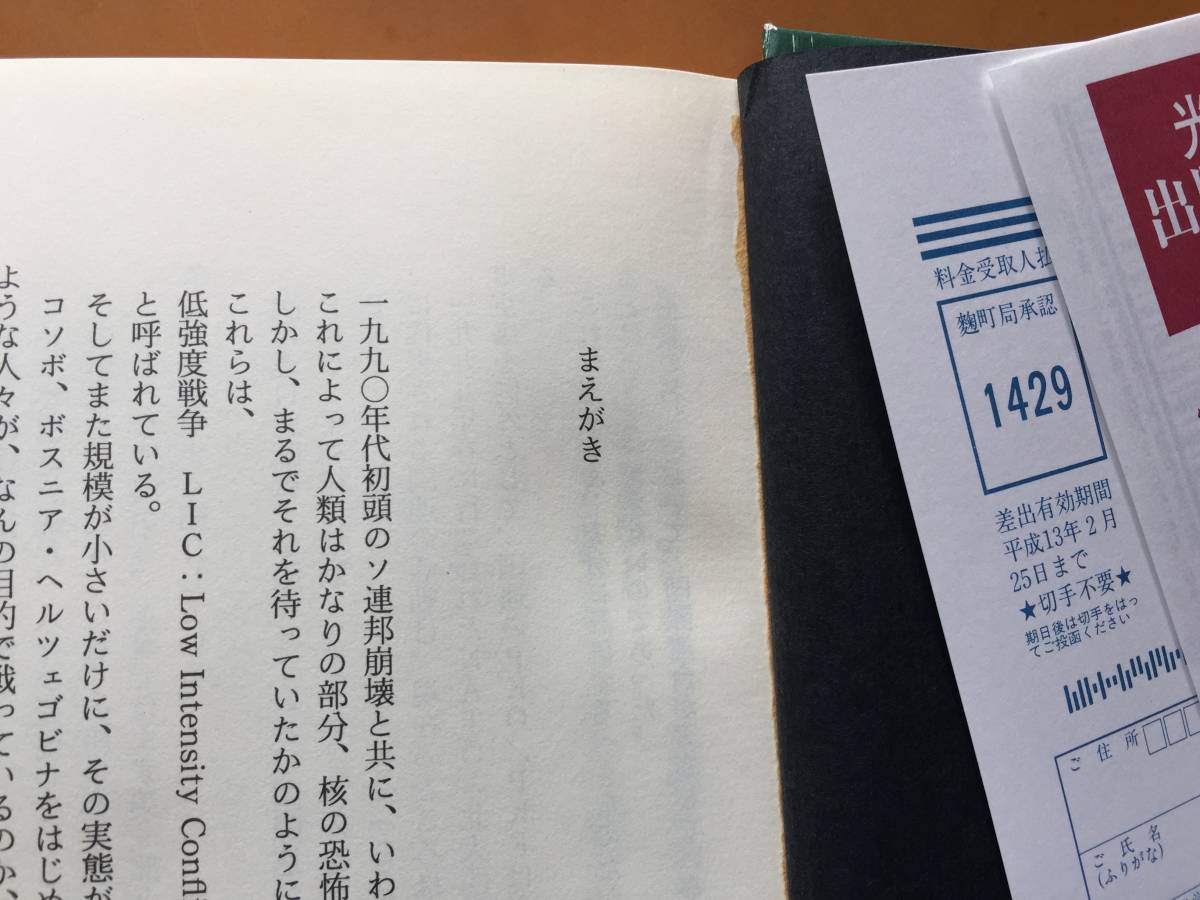 まえがき
一九九〇年代初頭のソ連邦崩壊と共に、いわ
これによって人類はかなりの部分、核の恐怖
しかし、まるでそれを待っていたかのように
これらは、
低強度戦争　ＬＩＣ：Low Intensity Confl
と呼ばれている。
そしてまた規模が小さいだけに、その実態が
コソボ、ボスニア・ヘルツェゴビナをはじめ
ような人々が、なんの目的で戦っているのか、
料金受取人払
麴町局承認
1429
差出有効期間
平成13年2月
25日まで
★切手不要★
期日後は切手をはっ
てご投函ください
ご住所
ご氏名
(ふりがな)
光
出